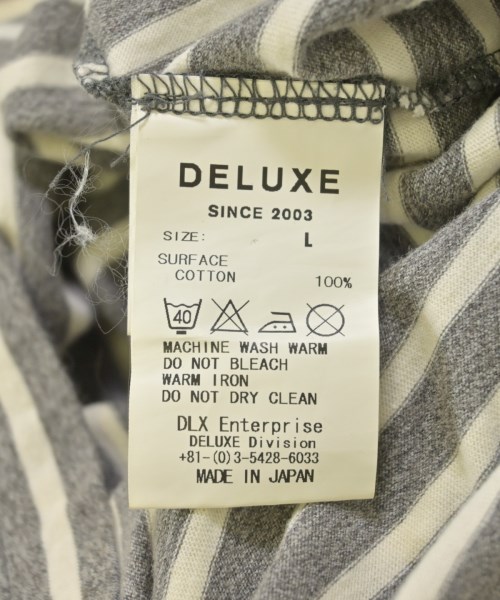 DELUXE
SINCE 2003
SIZE: L
SURFACE
COTTON 100%
40
MACHINE WASH WARM
DO NOT BLEACH
WARM IRON
DO NOT DRY CLEAN
DLX Enterprise
DELUXE Division
+81-(0)3-5428-6033
MADE IN JAPAN